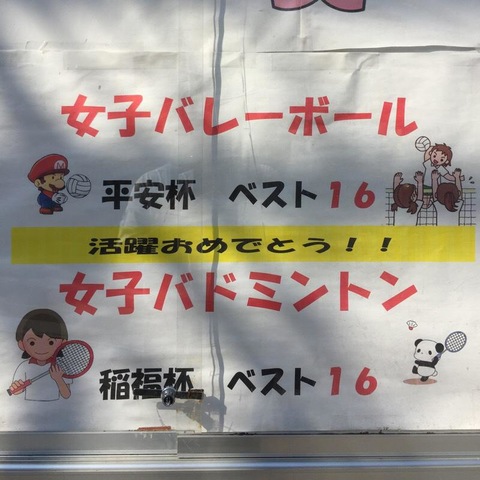 女子バレーボール
平安杯 ベスト16
活躍おめでとう！！
女子バドミントン
稲福杯 ベスト16